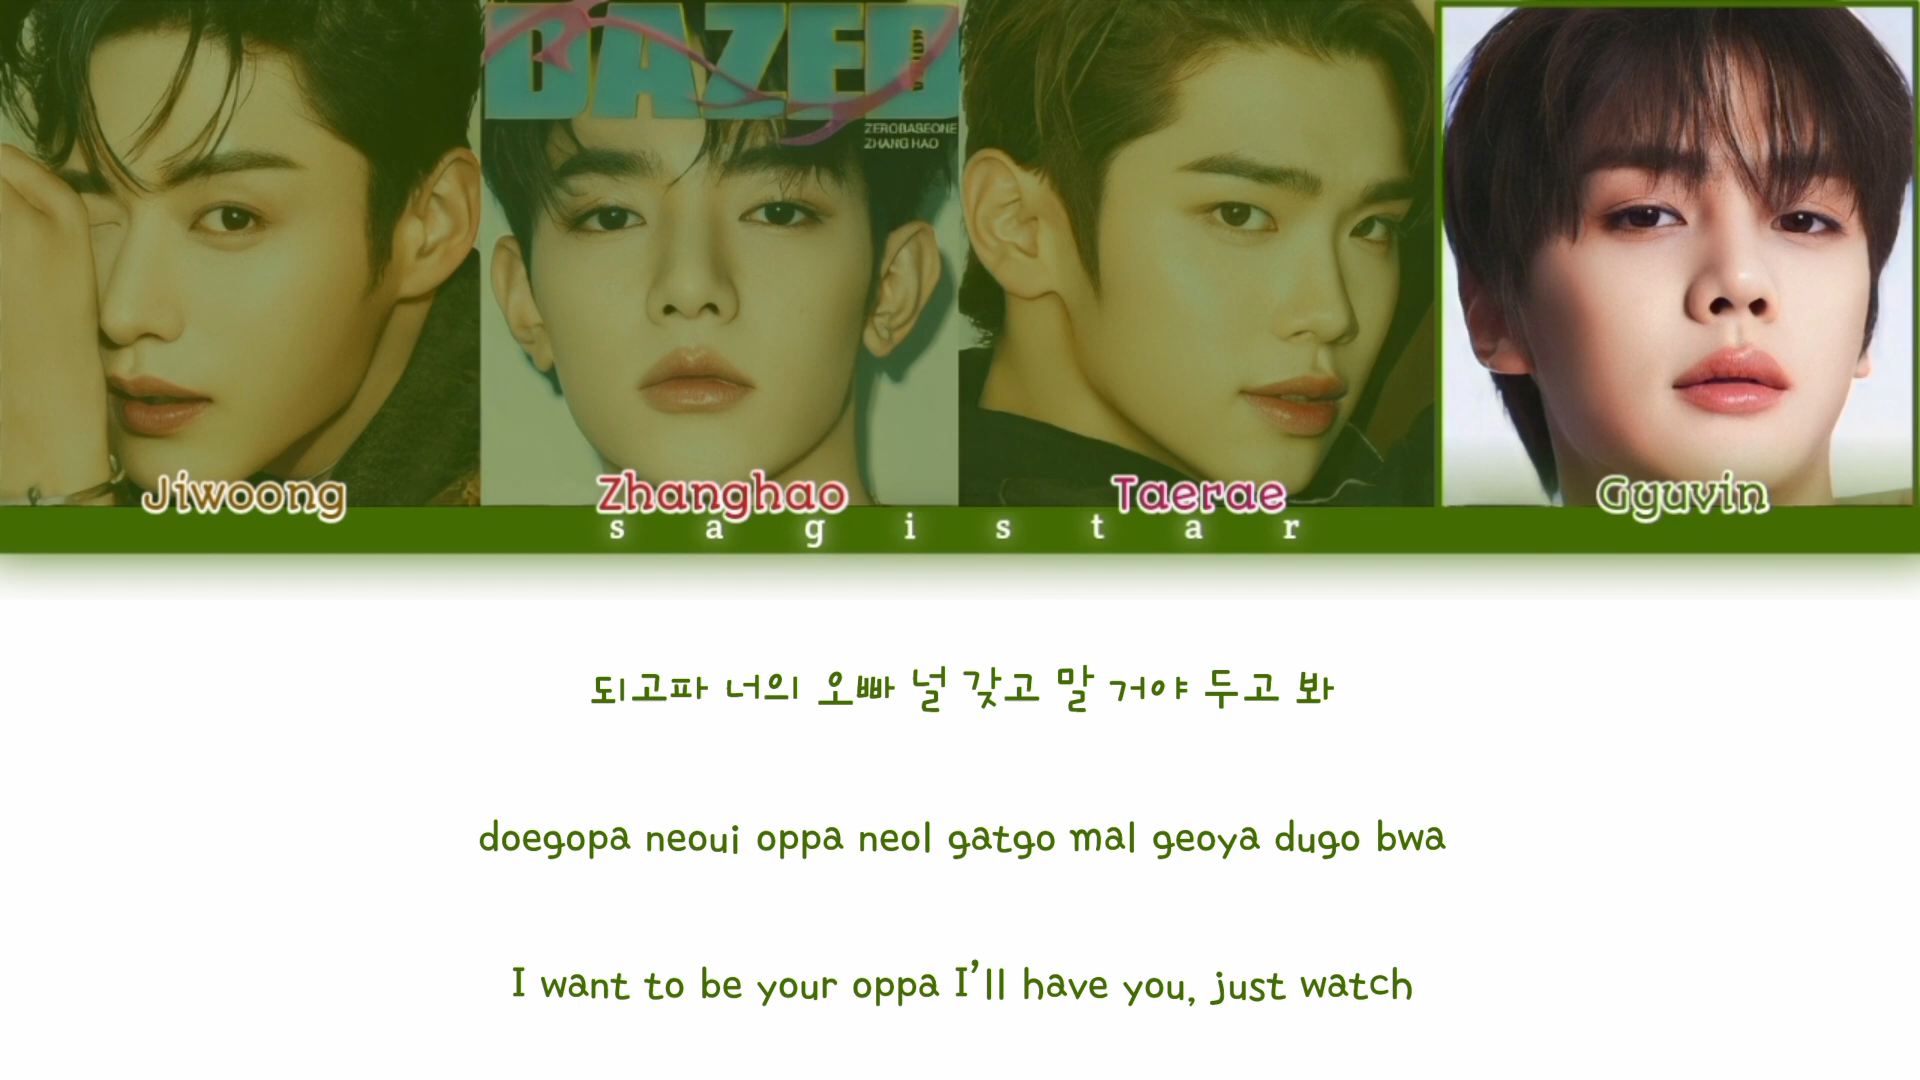 DAZED
ZEROBASEONE
ZHANG HAO
Jiwoong
Zhanghao
Taerae
Gyuvin
s a g i s t a r
되고파 너의 오빠 널 갖고 말 거야 두고 봐
doegopa neoui oppa neol gatgo mal geoya dugo bwa
I want to be your oppa I’ll have you, just watch